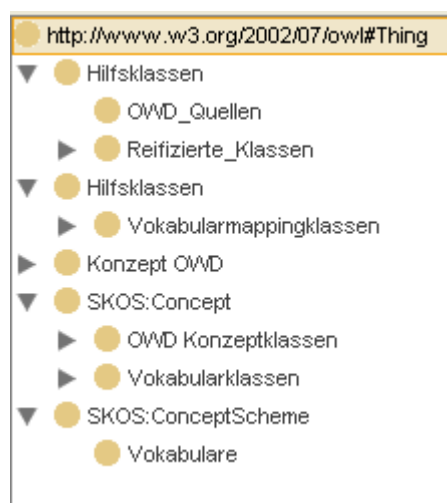 http://www.w3.org/2002/07/owl#Thing
Hilfsklassen
OWD_Quellen
Reifizierte_Klassen
Hilfsklassen
Vokabularmappingklassen
Konzept OWD
SKOS:Concept
OWD Konzeptklassen
Vokabularklassen
SKOS:ConceptScheme
Vokabulare